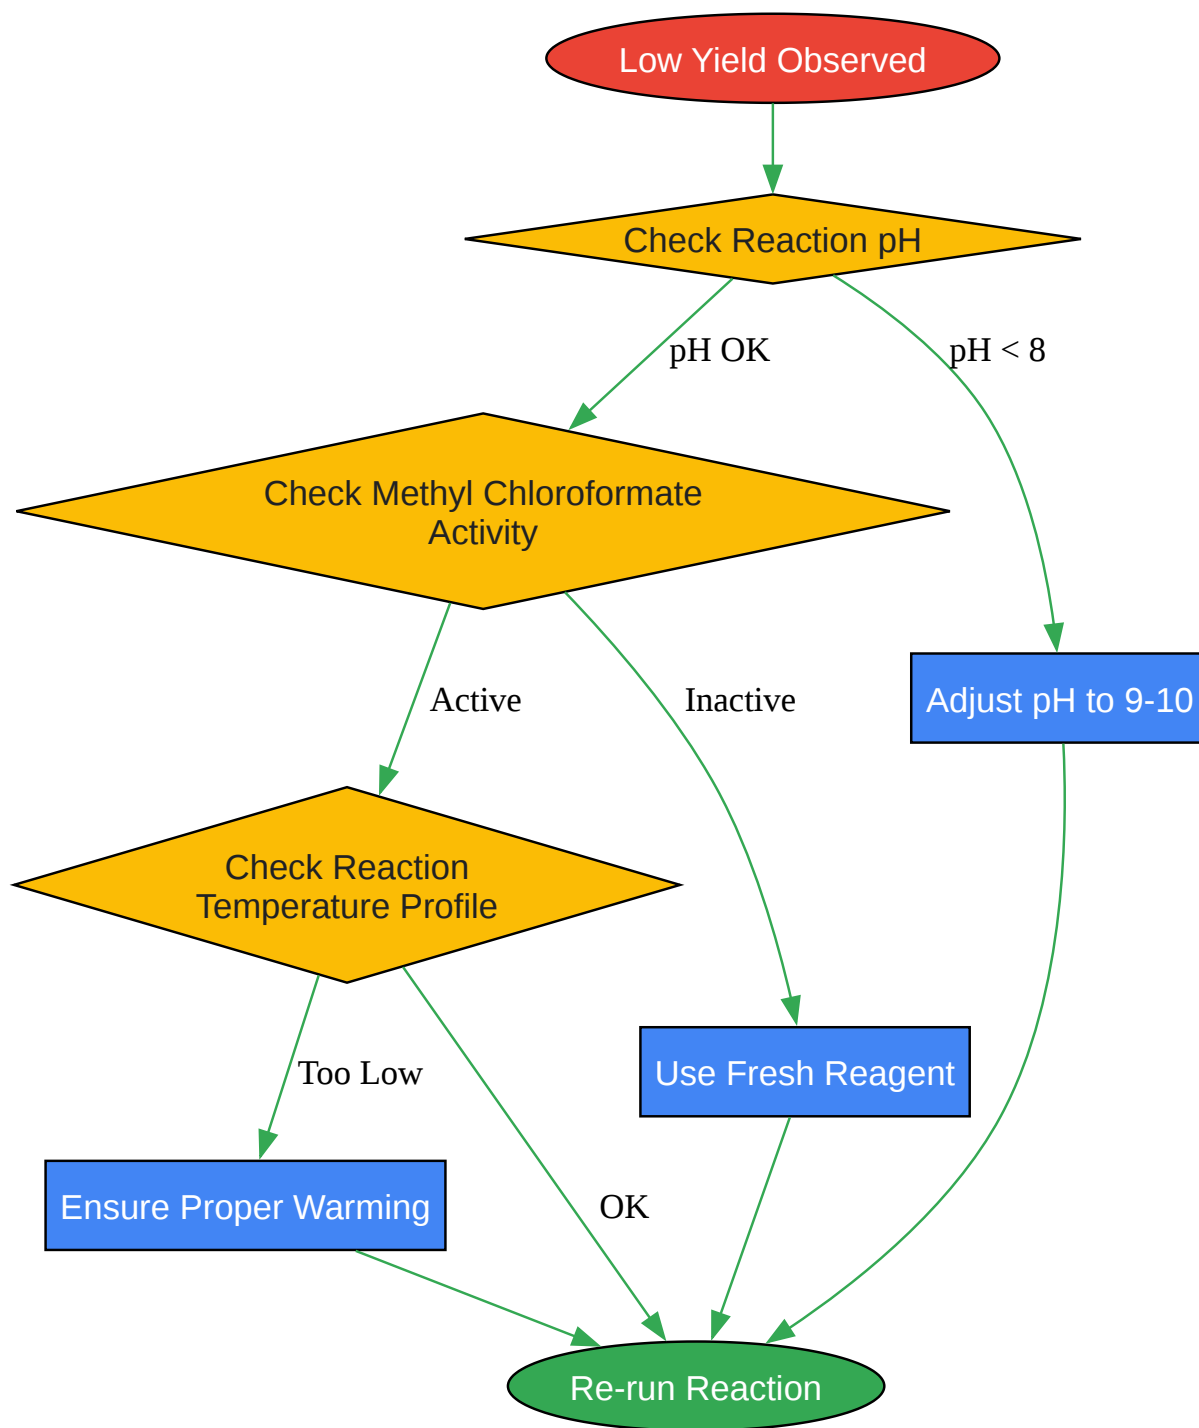 Low Yield Observed
Check Reaction pH
pH OK
pH < 8
Check Methyl Chloroformate
Activity
Active
Inactive
Adjust pH to 9-10
Check Reaction
Temperature Profile
Too Low
Use Fresh Reagent
Ensure Proper Warming
OK
Re-run Reaction